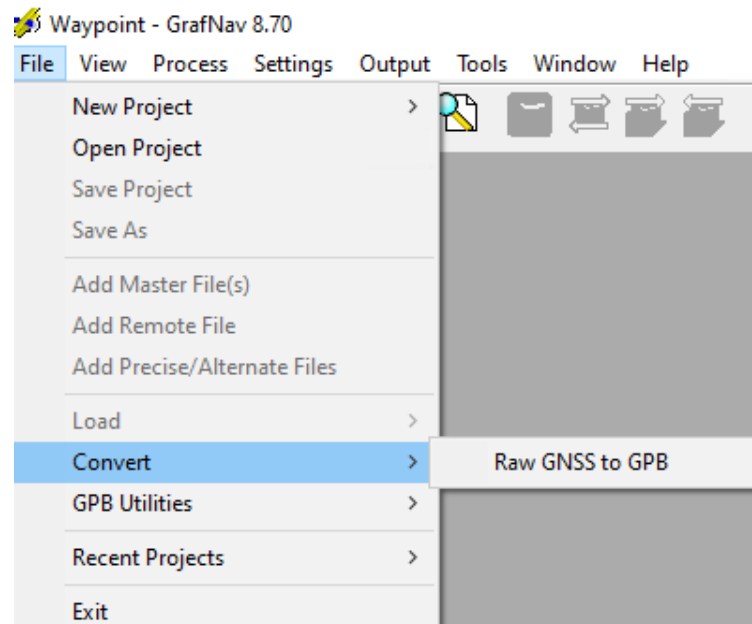 Waypoint - GrafNav 8.70
File View Process Settings Output Tools Window Help
New Project
Open Project
Save Project
Save As
Add Master File(s)
Add Remote File
Add Precise/Alternate Files
Load
Convert
Raw GNSS to GPB
GPB Utilities
Recent Projects
Exit